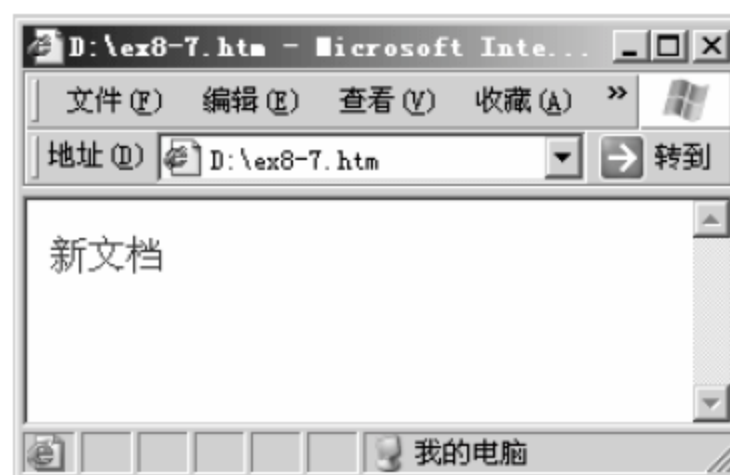 D:\ex8-7.htm - Microsoft Inte...
文件(F) 编辑(E) 查看(V) 收藏(A) »
地址(D) D:\ex8-7.htm 转到
新文档
我的电脑